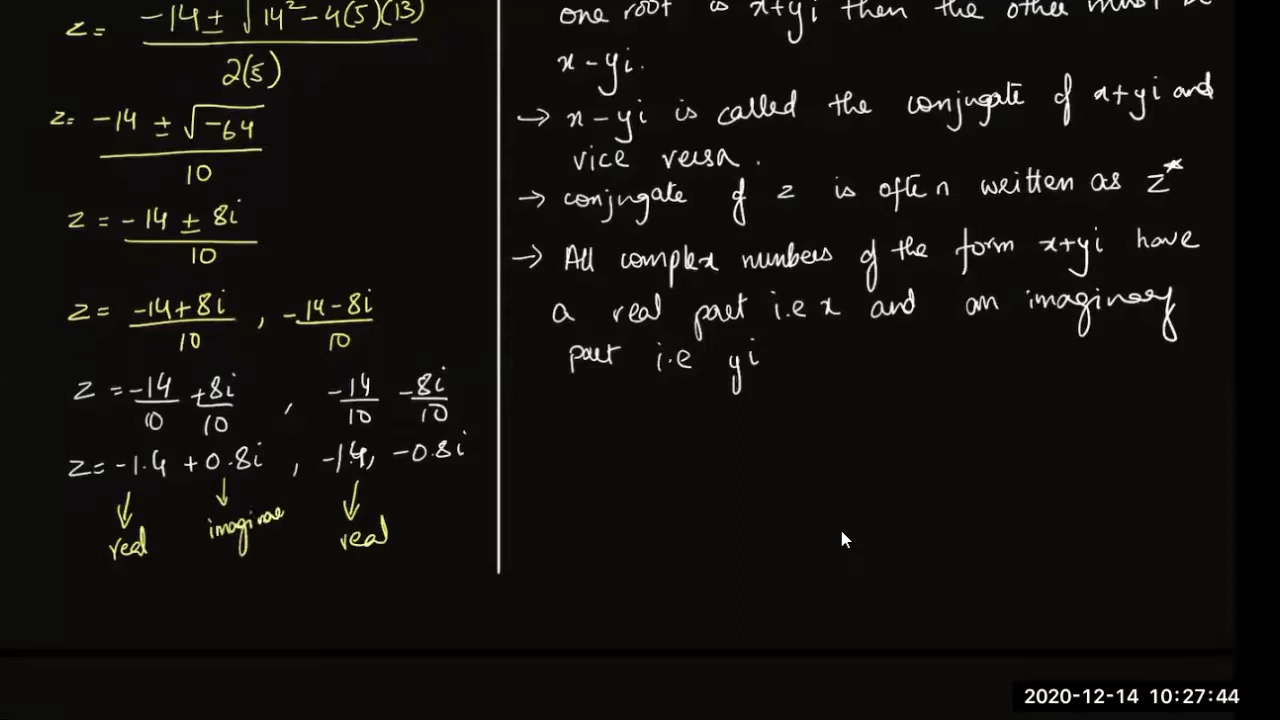 z = -14 ± √14² - 4(5)(13)
2(5)
z = -14 ± √-64
10
z = -14 ± 8i
10
z = -14+8i , -14-8i
10 10
z = -14 +8i , -14 -8i
10 10 10 10
z = -1.4 + 0.8i , -1.4, -0.8i
real imaginae real
one root is x+yi then the other must be
x-yi.
→ x-yi is called the conjugate of x+yi and
vice versa.
→ conjugate of z is often written as z*
→ All complex numbers of the form x+yi have
a real part i.e x and an imaginary
part i.e yi
2020-12-14 10:27:44